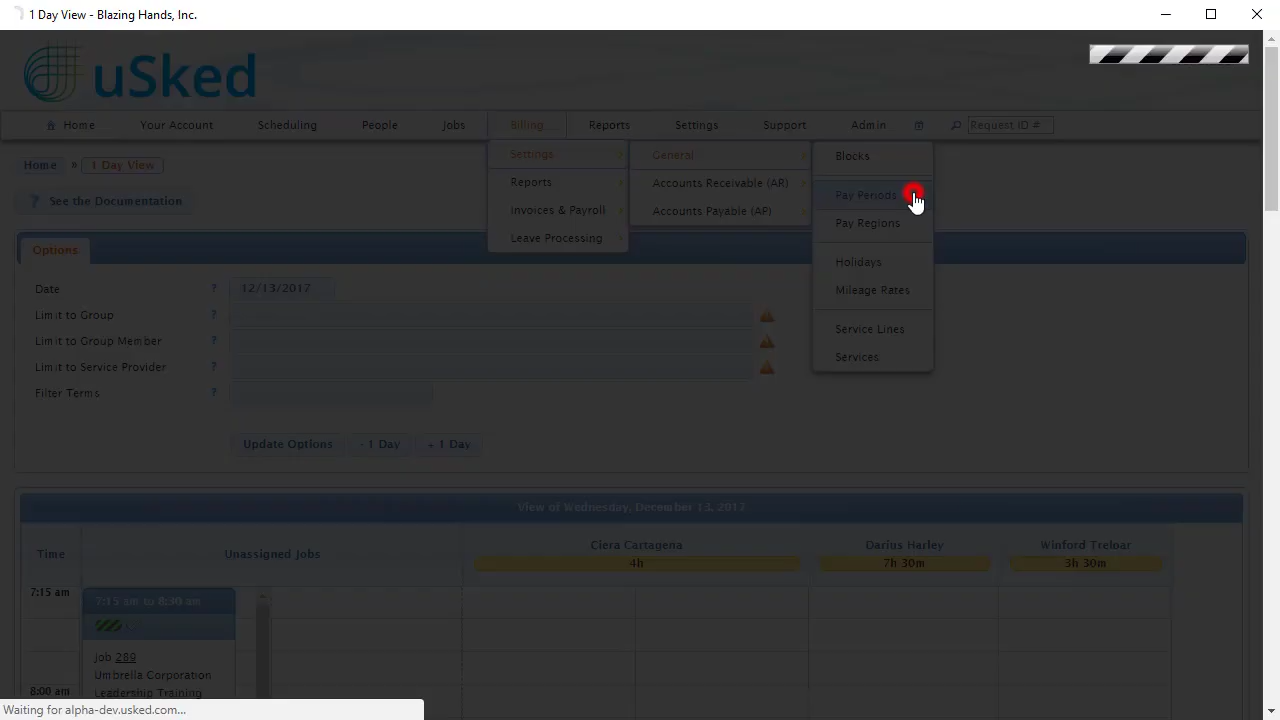 1 Day View - Blazing Hands, Inc.
uSked
Home
Your Account
Scheduling
People
Jobs
Billing
Reports
Settings
Support
Admin
Request ID #
Home » 1 Day View
? See the Documentation
Settings
Reports
Invoices & Payroll
Leave Processing
General
Accounts Receivable (AR)
Accounts Payable (AP)
Blocks
Pay Periods
Pay Regions
Holidays
Mileage Rates
Service Lines
Services
Options
Date ? 12/13/2017
Limit to Group ?
Limit to Group Member ?
Limit to Service Provider ?
Filter Terms ?
Update Options
- 1 Day
+ 1 Day
View of Wednesday, December 13, 2017
Time
Unassigned Jobs
Ciera Cartagena
4h
Darius Harley
7h 30m
Winford Treloar
3h 30m
7:15 am
7:15 am to 8:30 am
Job 289
Umbrella Corporation
Leadership Training
8:00 am
Waiting for alpha-dev.usked.com...